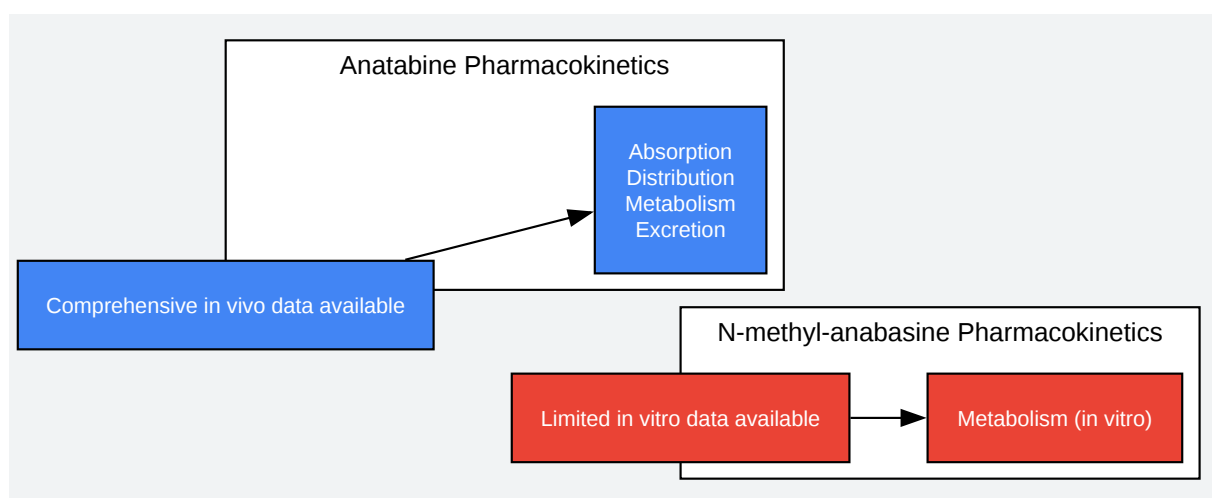 Anatabine Pharmacokinetics
Absorption
Distribution
Metabolism
Excretion
Comprehensive in vivo data available
N-methyl-anabasine Pharmacokinetics
Limited in vitro data available
Metabolism (in vitro)